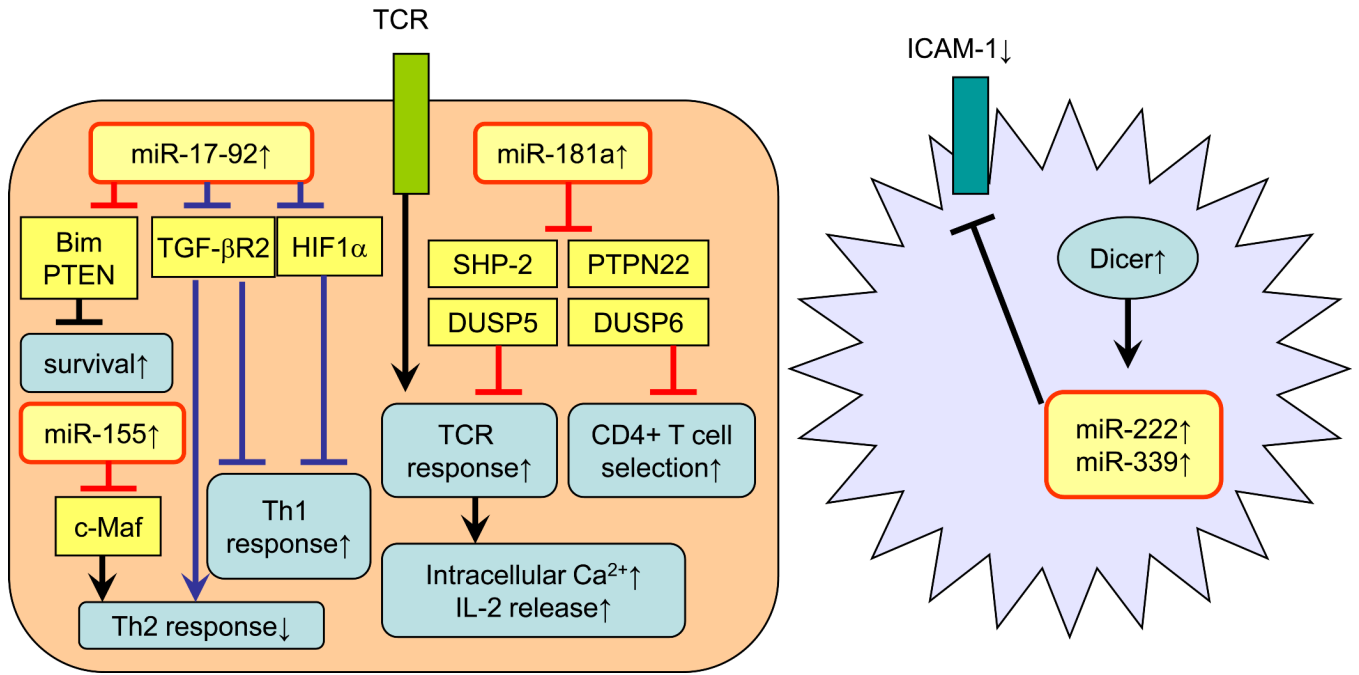 TCR
miR-17-92↑
miR-181a↑
Bim
PTEN
TGF-βR2
HIF1α
SHP-2
PTPN22
DUSP5
DUSP6
survival↑
miR-155↑
TCR
response↑
CD4+ T cell
selection↑
c-Maf
Th1
response↑
Intracellular Ca²⁺↑
IL-2 release↑
Th2 response↓
ICAM-1↓
Dicer↑
miR-222↑
miR-339↑